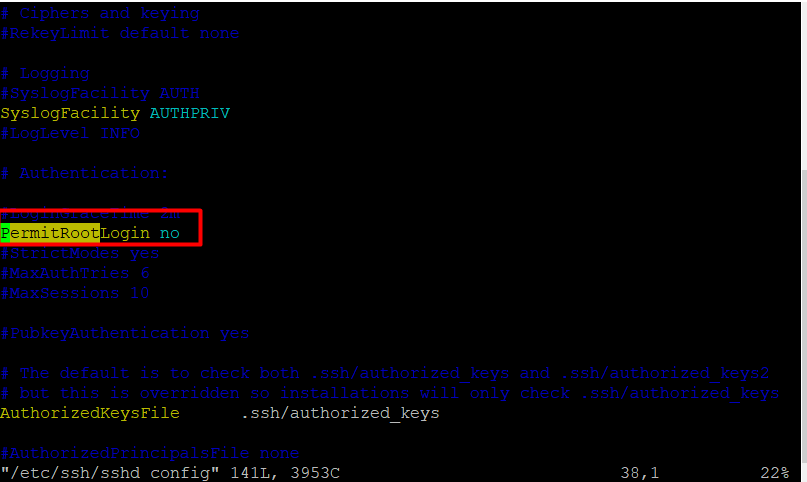 # Ciphers and keying
#RekeyLimit default none
# Logging
#SyslogFacility AUTH
SyslogFacility AUTHPRIV
#LogLevel INFO
# Authentication:
#LoginGraceTime 2m
PermitRootLogin no
#StrictModes yes
#MaxAuthTries 6
#MaxSessions 10
#PubkeyAuthentication yes
# The default is to check both .ssh/authorized_keys and .ssh/authorized_keys2
# but this is overridden so installations will only check .ssh/authorized_keys
AuthorizedKeysFile .ssh/authorized_keys
#AuthorizedPrincipalsFile none
"/etc/ssh/sshd_config" 141L, 3953C 38,1 22%